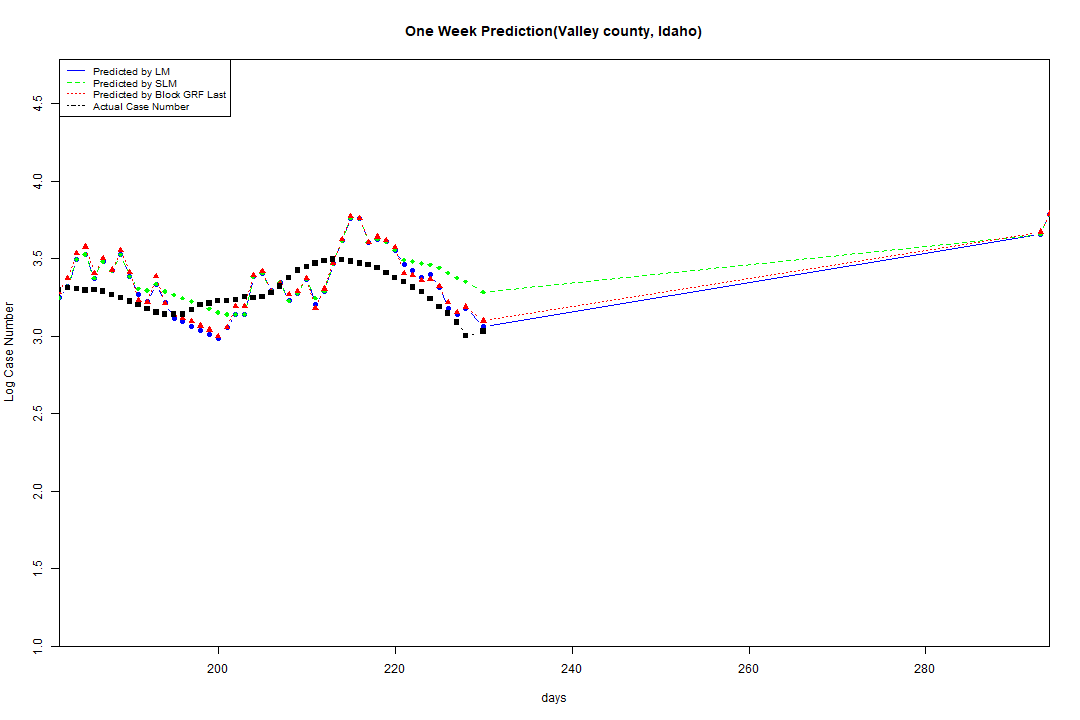 One Week Prediction(Valley county, Idaho)
Predicted by LM
Predicted by SLM
Predicted by Block GRF Last
Actual Case Number
4.5
4.0
3.5
3.0
2.5
2.0
1.5
1.0
Log Case Number
200
220
240
260
280
days